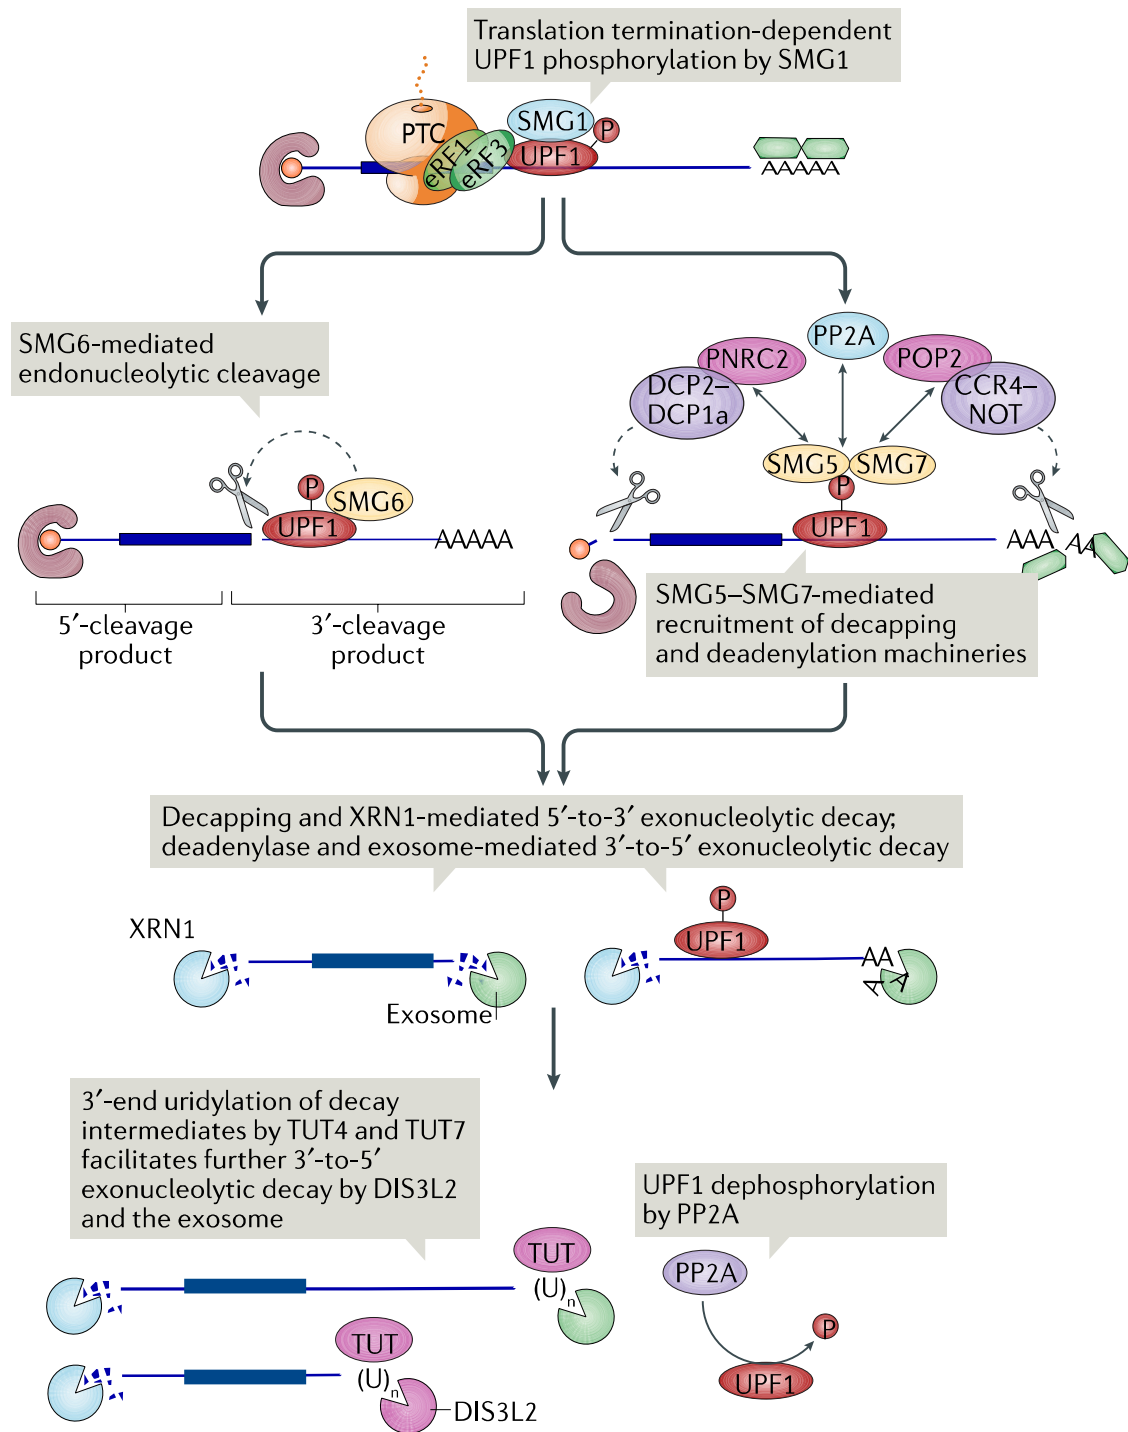 Translation termination-dependent
UPF1 phosphorylation by SMG1
PTC
eRF1
eRF3
SMG1
P
UPF1
AAAAA
SMG6-mediated
endonucleolytic cleavage
P
SMG6
UPF1
AAAAA
5′-cleavage
product
3′-cleavage
product
PP2A
PNRC2
POP2
DCP2–
DCP1a
CCR4–
NOT
SMG5
SMG7
P
UPF1
AAA
AA
SMG5–SMG7-mediated
recruitment of decapping
and deadenylation machineries
Decapping and XRN1-mediated 5′-to-3′ exonucleolytic decay;
deadenylase and exosome-mediated 3′-to-5′ exonucleolytic decay
XRN1
Exosome
P
UPF1
AA
A
A
3′-end uridylation of decay
intermediates by TUT4 and TUT7
facilitates further 3′-to-5′
exonucleolytic decay by DIS3L2
and the exosome
TUT
(U)n
TUT
(U)n
DIS3L2
UPF1 dephosphorylation
by PP2A
PP2A
P
UPF1